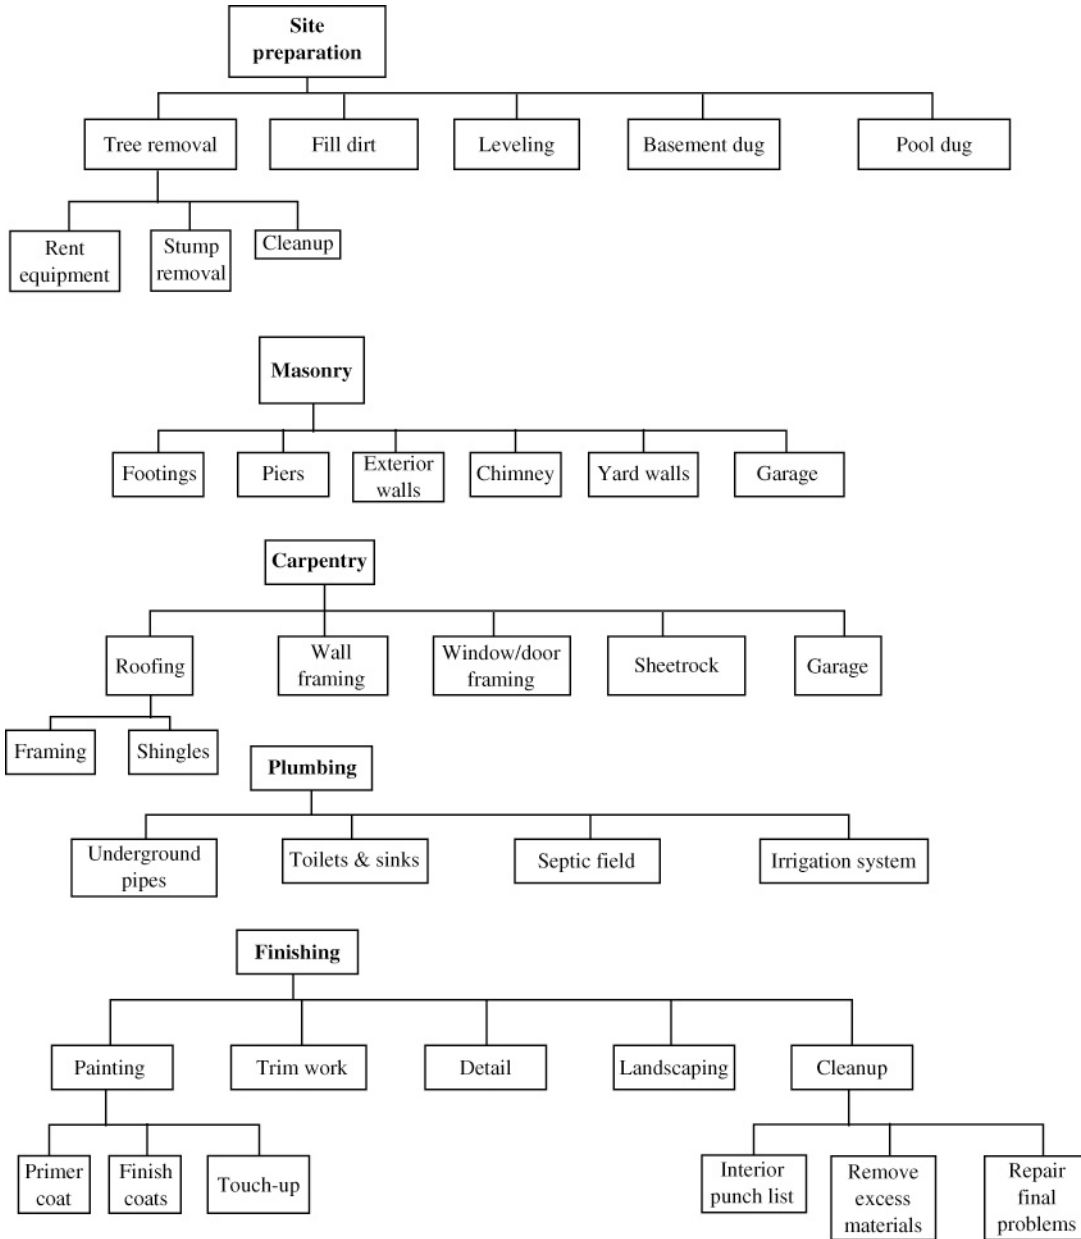 Site
preparation
Tree removal
Fill dirt
Leveling
Basement dug
Pool dug
Rent
equipment
Stump
removal
Cleanup
Masonry
Footings
Piers
Exterior
walls
Chimney
Yard walls
Garage
Carpentry
Roofing
Wall
framing
Window/door
framing
Sheetrock
Garage
Framing
Shingles
Plumbing
Underground
pipes
Toilets & sinks
Septic field
Irrigation system
Finishing
Painting
Trim work
Detail
Landscaping
Cleanup
Primer
coat
Finish
coats
Touch-up
Interior
punch list
Remove
excess
materials
Repair
final
problems